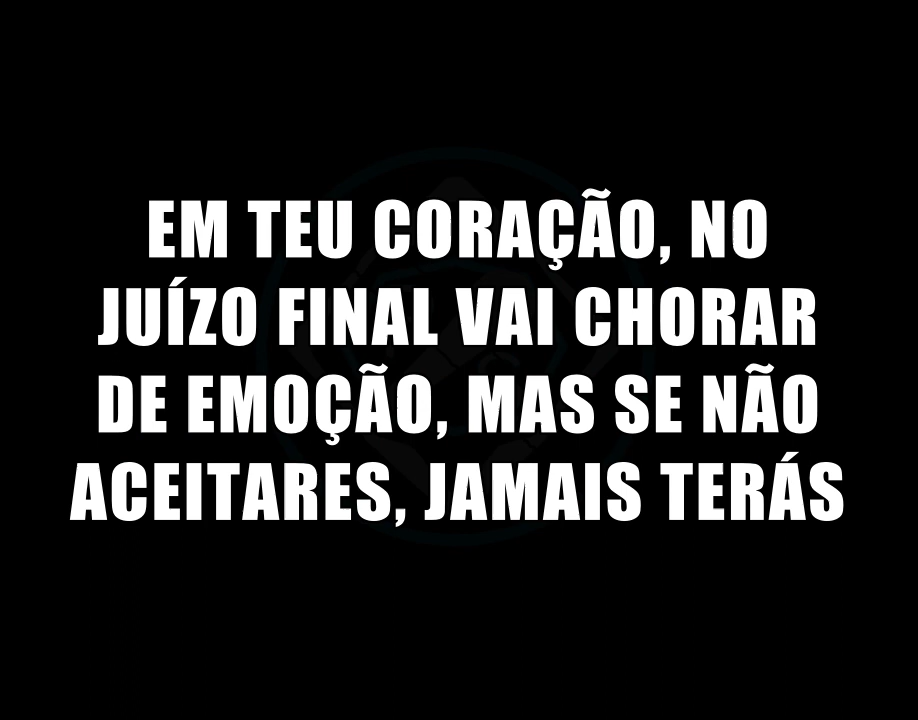 EM TEU CORAÇÃO, NO
JUÍZO FINAL VAI CHORAR
DE EMOÇÃO, MAS SE NÃO
ACEITARES, JAMAIS TERÁS